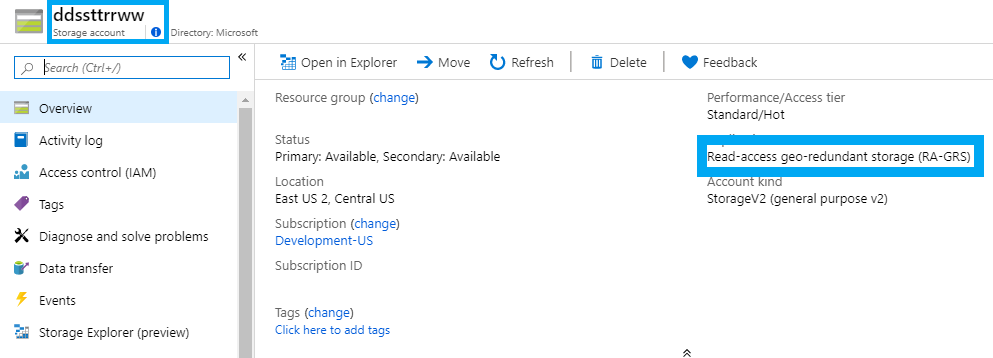 ddssttrrww
Storage account
Directory: Microsoft
Search (Ctrl+/)
Overview
Activity log
Access control (IAM)
Tags
Diagnose and solve problems
Data transfer
Events
Storage Explorer (preview)
Open in Explorer
Move
Refresh
Delete
Feedback
Resource group (change)
Status
Primary: Available, Secondary: Available
Location
East US 2, Central US
Subscription (change)
Development-US
Subscription ID
Tags (change)
Click here to add tags
Performance/Access tier
Standard/Hot
Read-access geo-redundant storage (RA-GRS)
Account kind
StorageV2 (general purpose v2)